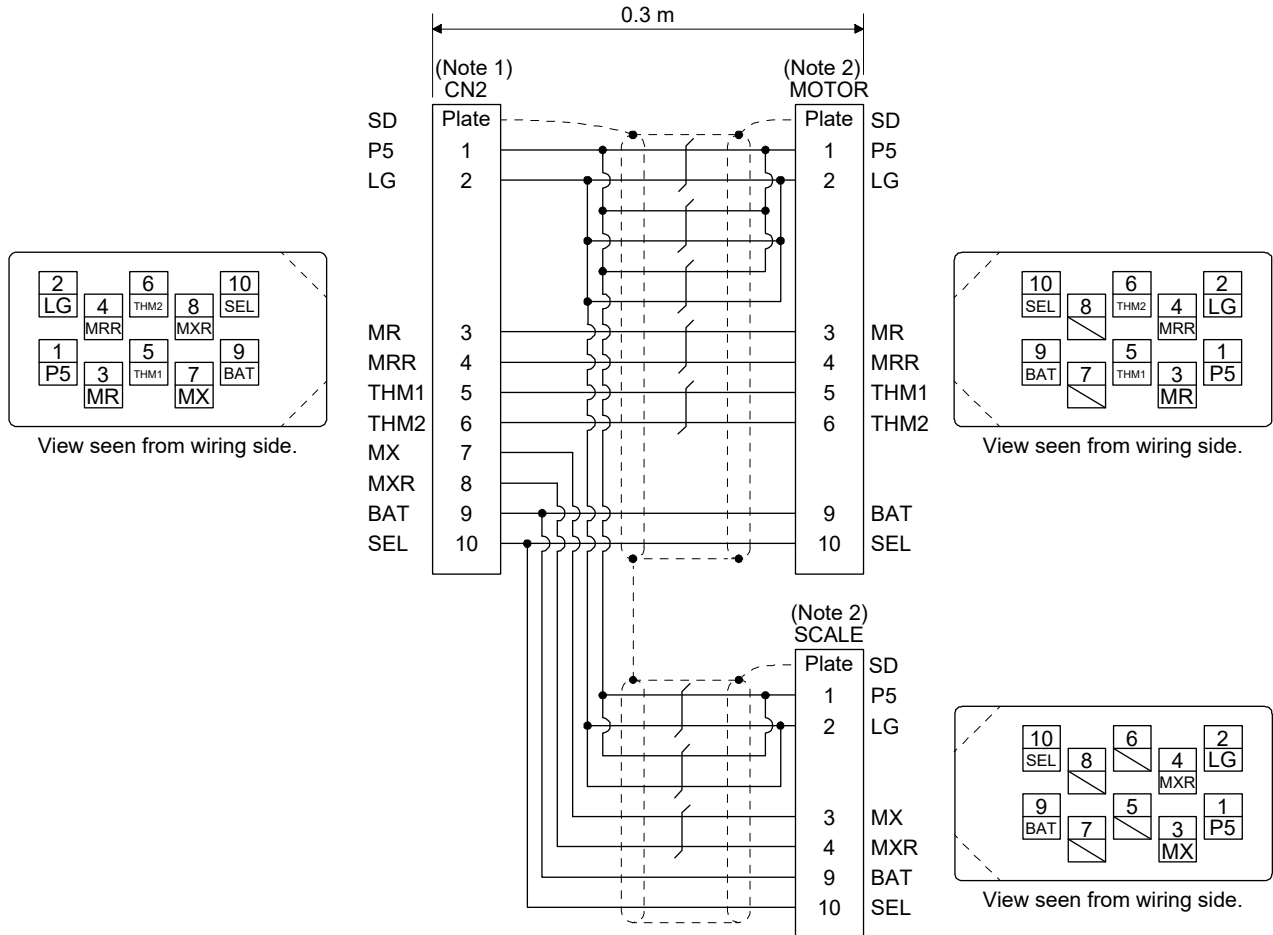 0.3 m
(Note 1)
CN2
(Note 2)
MOTOR
SD Plate Plate SD
P5 1 1 P5
LG 2 2 LG
MR 3 3 MR
MRR 4 4 MRR
THM1 5 5 THM1
THM2 6 6 THM2
MX 7
MXR 8
BAT 9 9 BAT
SEL 10 10 SEL
2 6 10
LG 4 THM2 8 SEL
MRR MXR
1 5 9
P5 3 THM1 7 BAT
MR MX
View seen from wiring side.
10 6 2
SEL 8 THM2 4 LG
MRR
9 5 1
BAT 7 THM1 3 P5
MR
View seen from wiring side.
(Note 2)
SCALE
Plate SD
1 P5
2 LG
3 MX
4 MXR
9 BAT
10 SEL
10 6 2
SEL 8 4 LG
MXR
9 5 1
BAT 7 3 P5
MX
View seen from wiring side.